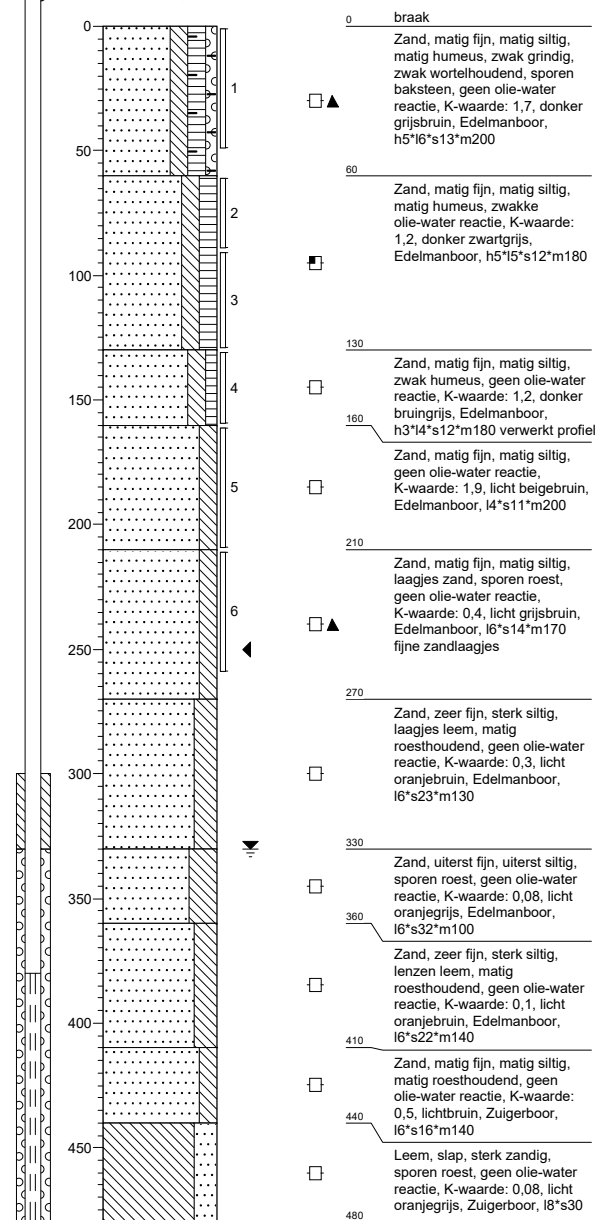 0
50
100
150
200
250
300
350
400
450
1
2
3
4
5
6
0
braak
Zand, matig fijn, matig siltig,
matig humeus, zwak grindig,
zwak wortelhoudend, sporen
baksteen, geen olie-water
reactie, K-waarde: 1,7, donker
grijsbruin, Edelmanboor,
h5*l6*s13*m200
60
Zand, matig fijn, matig siltig,
matig humeus, zwakke
olie-water reactie, K-waarde:
1,2, donker zwartgrijs,
Edelmanboor, h5*l5*s12*m180
130
Zand, matig fijn, matig siltig,
zwak humeus, geen olie-water
reactie, K-waarde: 1,2, donker
bruingrijs, Edelmanboor,
h3*l4*s12*m180 verwerkt profiel
160
Zand, matig fijn, matig siltig,
geen olie-water reactie,
K-waarde: 1,9, licht beigebruin,
Edelmanboor, l4*s11*m200
210
Zand, matig fijn, matig siltig,
laagjes zand, sporen roest,
geen olie-water reactie,
K-waarde: 0,4, licht grijsbruin,
Edelmanboor, l6*s14*m170
fijne zandlaagjes
270
Zand, zeer fijn, sterk siltig,
laagjes leem, matig
roesthoudend, geen olie-water
reactie, K-waarde: 0,3, licht
oranjebruin, Edelmanboor,
l6*s23*m130
330
Zand, uiterst fijn, uiterst siltig,
sporen roest, geen olie-water
reactie, K-waarde: 0,08, licht
oranjegrijs, Edelmanboor,
l6*s32*m100
360
Zand, zeer fijn, sterk siltig,
lenzen leem, matig
roesthoudend, geen olie-water
reactie, K-waarde: 0,1, licht
oranjebruin, Edelmanboor,
l6*s22*m140
410
Zand, matig fijn, matig siltig,
matig roesthoudend, geen
olie-water reactie, K-waarde:
0,5, lichtbruin, Zuigerboor,
l6*s16*m140
440
Leem, slap, sterk zandig,
sporen roest, geen olie-water
reactie, K-waarde: 0,08, licht
oranjegrijs, Zuigerboor, l8*s30
480